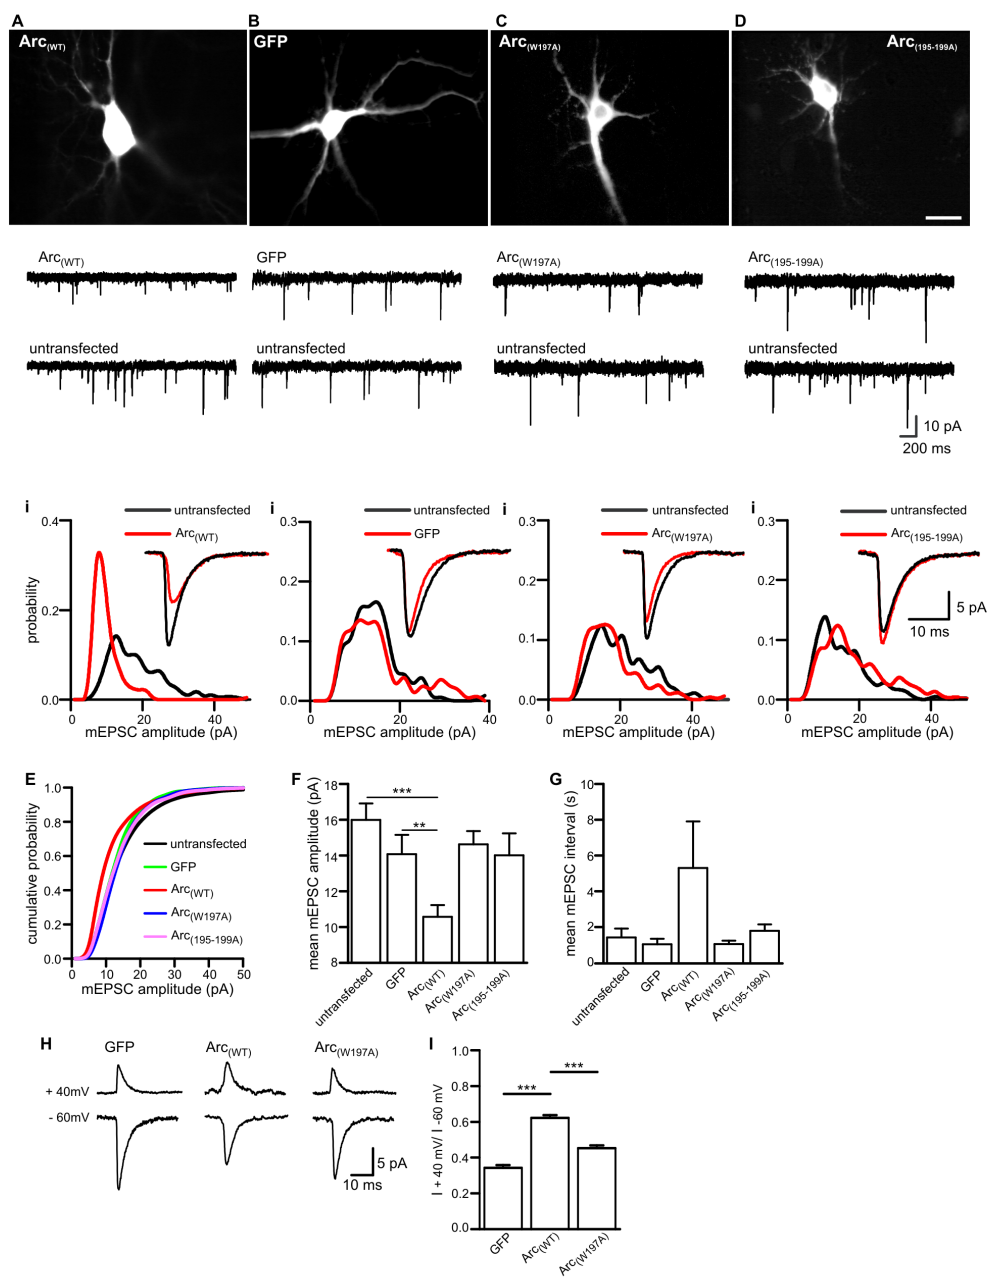 A B C D
Arc(WT) GFP Arc(W197A) Arc(195-199A)
Arc(WT) GFP Arc(W197A) Arc(195-199A)
untransfected untransfected untransfected untransfected
10 pA
200 ms
i
untransfected
Arc(WT)
0.4
0.2
0.0
probability
0 20 40
mEPSC amplitude (pA)
i
untransfected
GFP
0.3
0.2
0.1
0.0
0 20 40
mEPSC amplitude (pA)
i
untransfected
Arc(W197A)
0.3
0.2
0.1
0.0
0 20 40
mEPSC amplitude (pA)
i
untransfected
Arc(195-199A)
0.3
0.2
0.1
0.0
5 pA
10 ms
0 20 40
mEPSC amplitude (pA)
E
1.0
0.8
0.6
0.4
0.2
0.0
cumulative probability
untransfected
GFP
Arc(WT)
Arc(W197A)
Arc(195-199A)
0 10 20 30 40 50
mEPSC amplitude (pA)
F
18
16
14
12
10
8
mean mEPSC amplitude (pA)
***
**
untransfected GFP Arc(WT) Arc(W197A) Arc(195-199A)
G
10
8
6
4
2
0
mean mEPSC interval (s)
untransfected GFP Arc(WT) Arc(W197A) Arc(195-199A)
H
GFP Arc(WT) Arc(W197A)
+ 40mV
- 60mV
5 pA
10 ms
I
1.0
0.8
0.6
0.4
0.2
0.0
I + 40 mV/ I -60 mV
***
***
GFP Arc(WT) Arc(W197A)